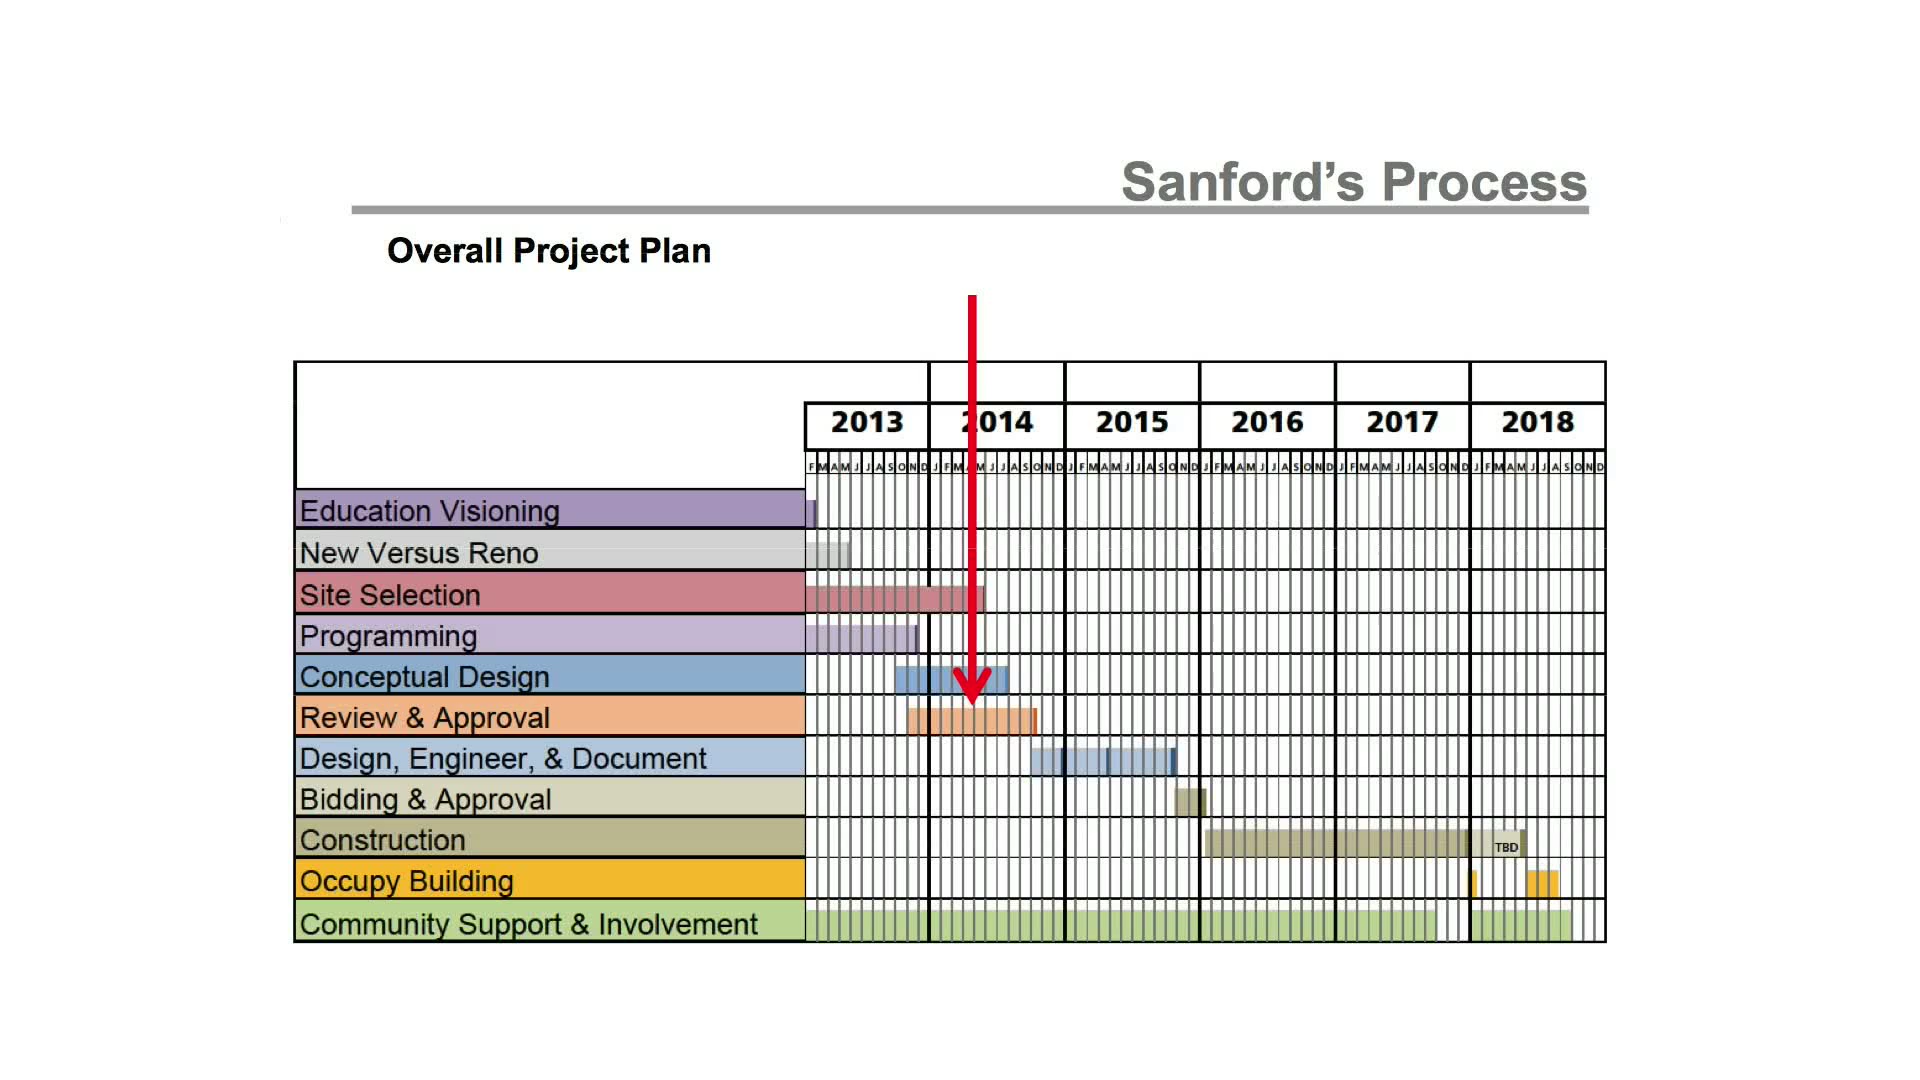 Sanford’s Process
Overall Project Plan
2013 2014 2015 2016 2017 2018
F M A M J J A S O N D J F M A M J J A S O N D J F M A M J J A S O N D J F M A M J J A S O N D J F M A M J J A S O N D J F M A M J J A S O N D
Education Visioning
New Versus Reno
Site Selection
Programming
Conceptual Design
Review & Approval
Design, Engineer, & Document
Bidding & Approval
Construction TBD
Occupy Building
Community Support & Involvement